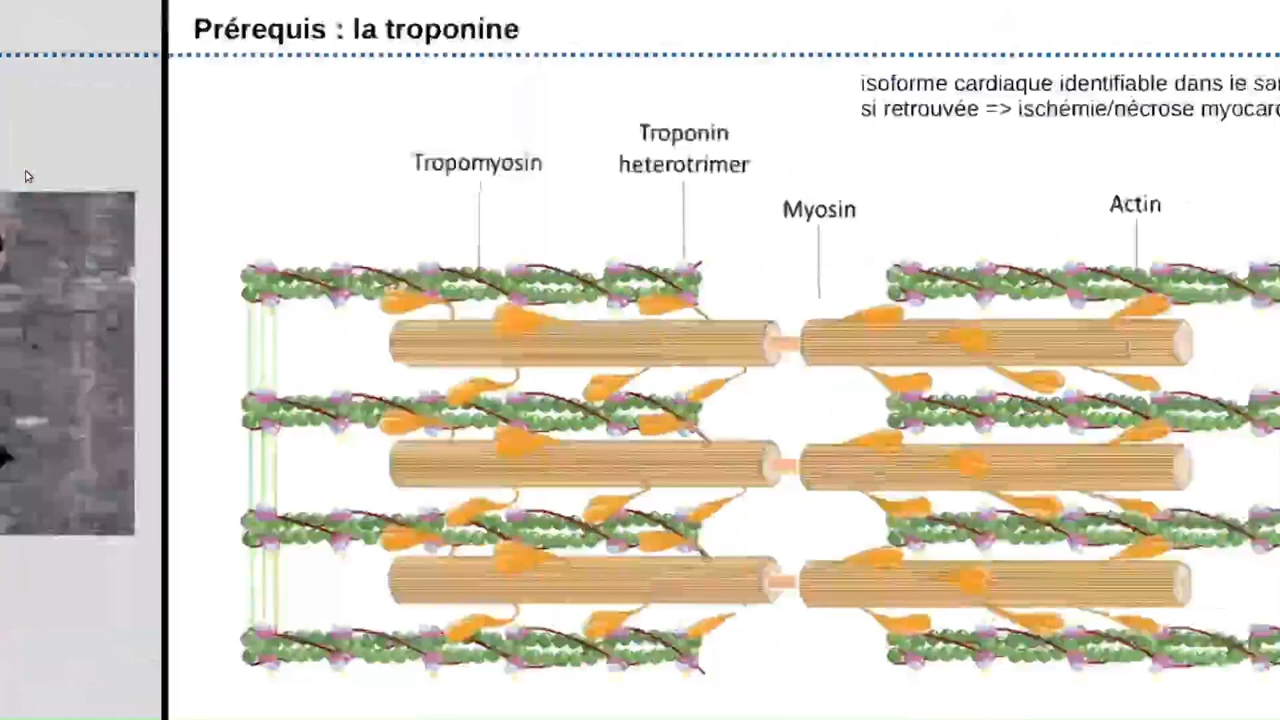 Prérequis : la troponine
isoforme cardiaque identifiable dans le
si retrouvée => ischémie/nécrose
Troponin
heterotrimer
Tropomyosin
Myosin
Actin